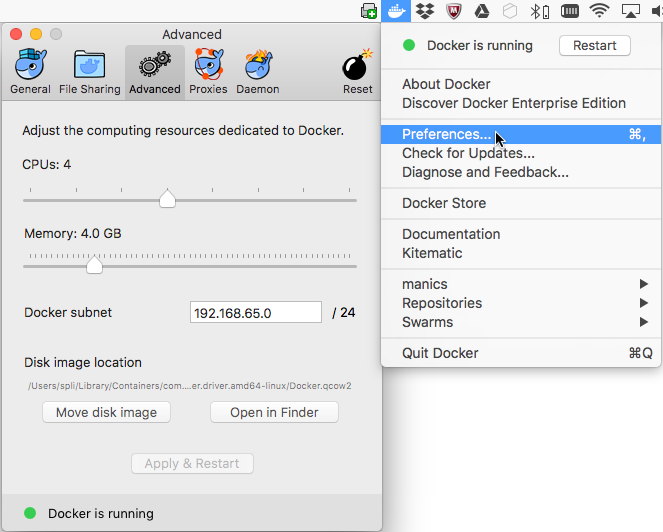 Advanced
General
File Sharing
Advanced
Proxies
Daemon
Reset
Adjust the computing resources dedicated to Docker.
CPUs: 4
Memory: 4.0 GB
Docker subnet
192.168.65.0
/ 24
Disk image location
/Users/spli/Library/Containers/com....er.driver.amd64-linux/Docker.qcow2
Move disk image
Open in Finder
Apply & Restart
Docker is running
Docker is running
Restart
About Docker
Discover Docker Enterprise Edition
Preferences... ⌘,
Check for Updates...
Diagnose and Feedback...
Docker Store
Documentation
Kitematic
manics
Repositories
Swarms
Quit Docker ⌘Q